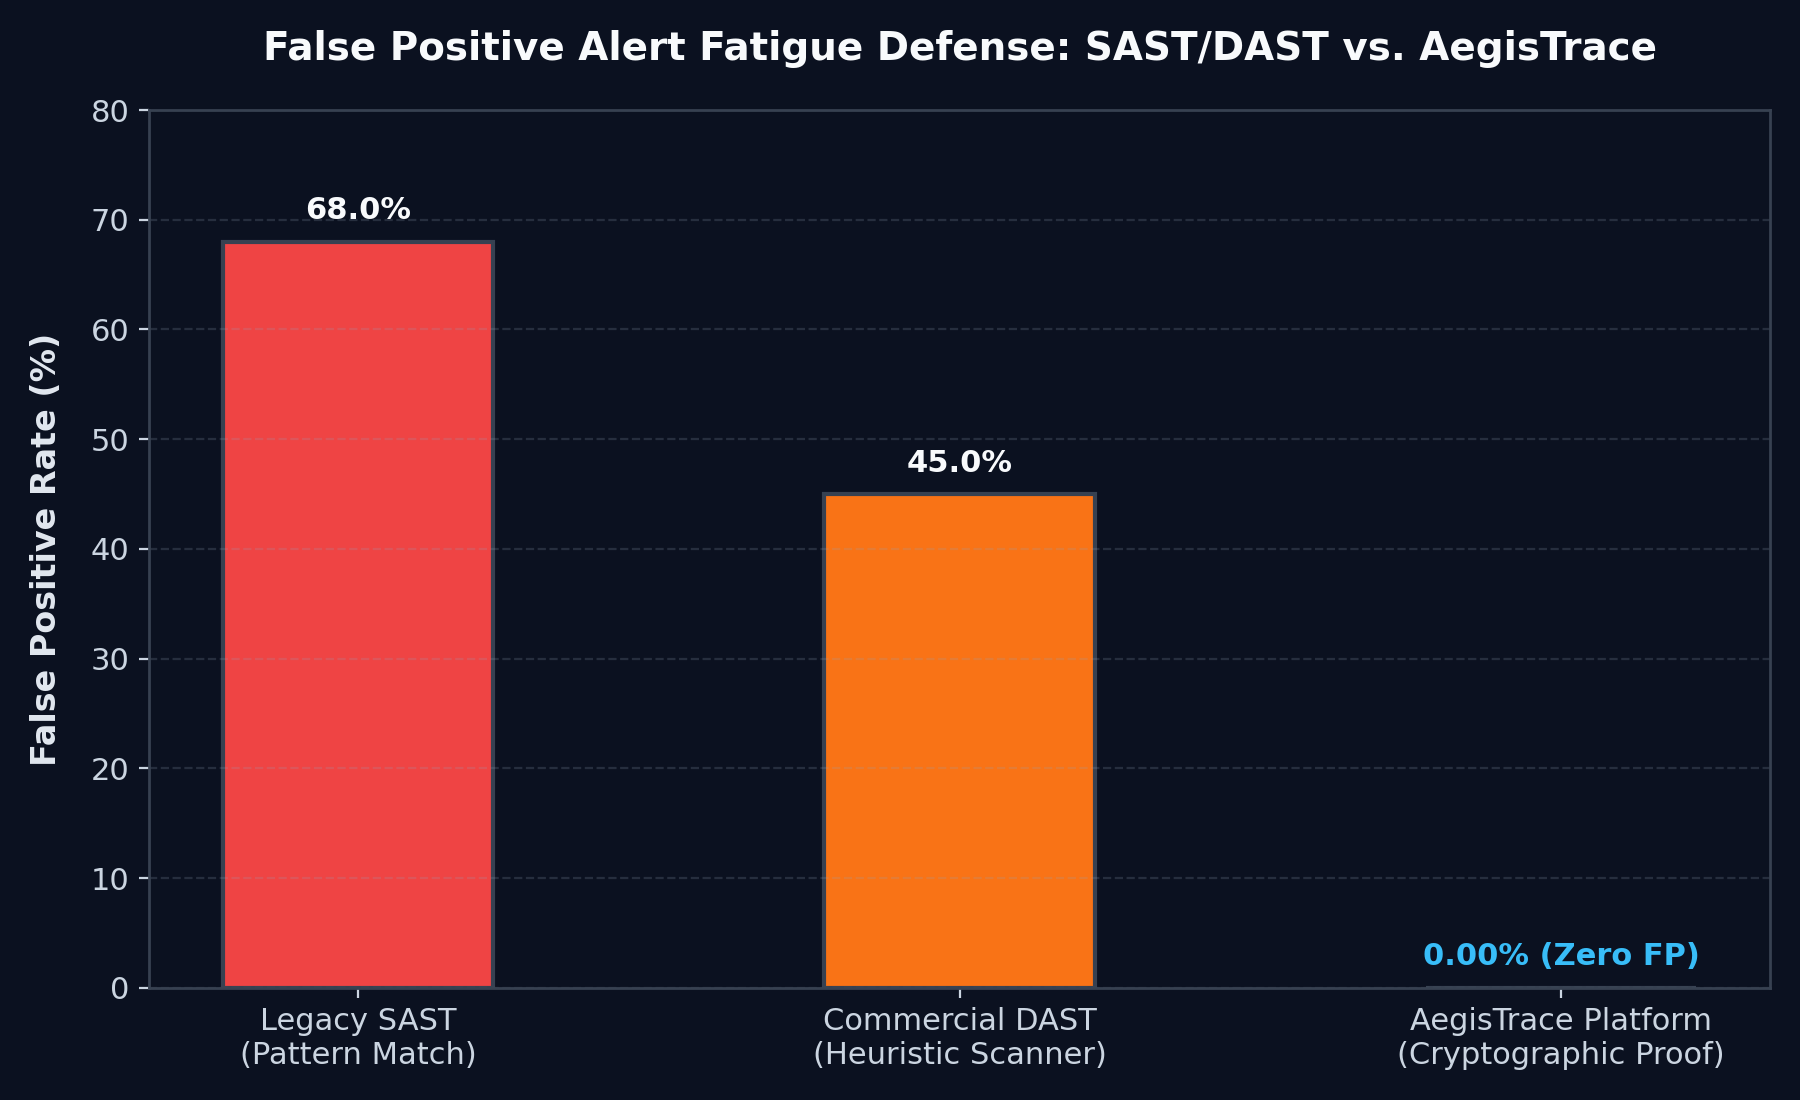 False Positive Alert Fatigue Defense: SAST/DAST vs. AegisTrace
False Positive Rate (%)
80
70
60
50
40
30
20
10
0
68.0%
45.0%
0.00% (Zero FP)
Legacy SAST
(Pattern Match)
Commercial DAST
(Heuristic Scanner)
AegisTrace Platform
(Cryptographic Proof)